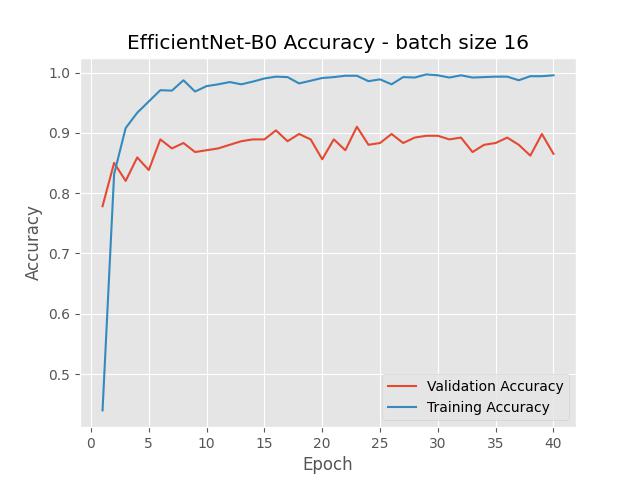 EfficientNet-B0 Accuracy - batch size 16
1.0
0.9
0.8
0.7
0.6
0.5
Accuracy
0 5 10 15 20 25 30 35 40
Epoch
Validation Accuracy
Training Accuracy